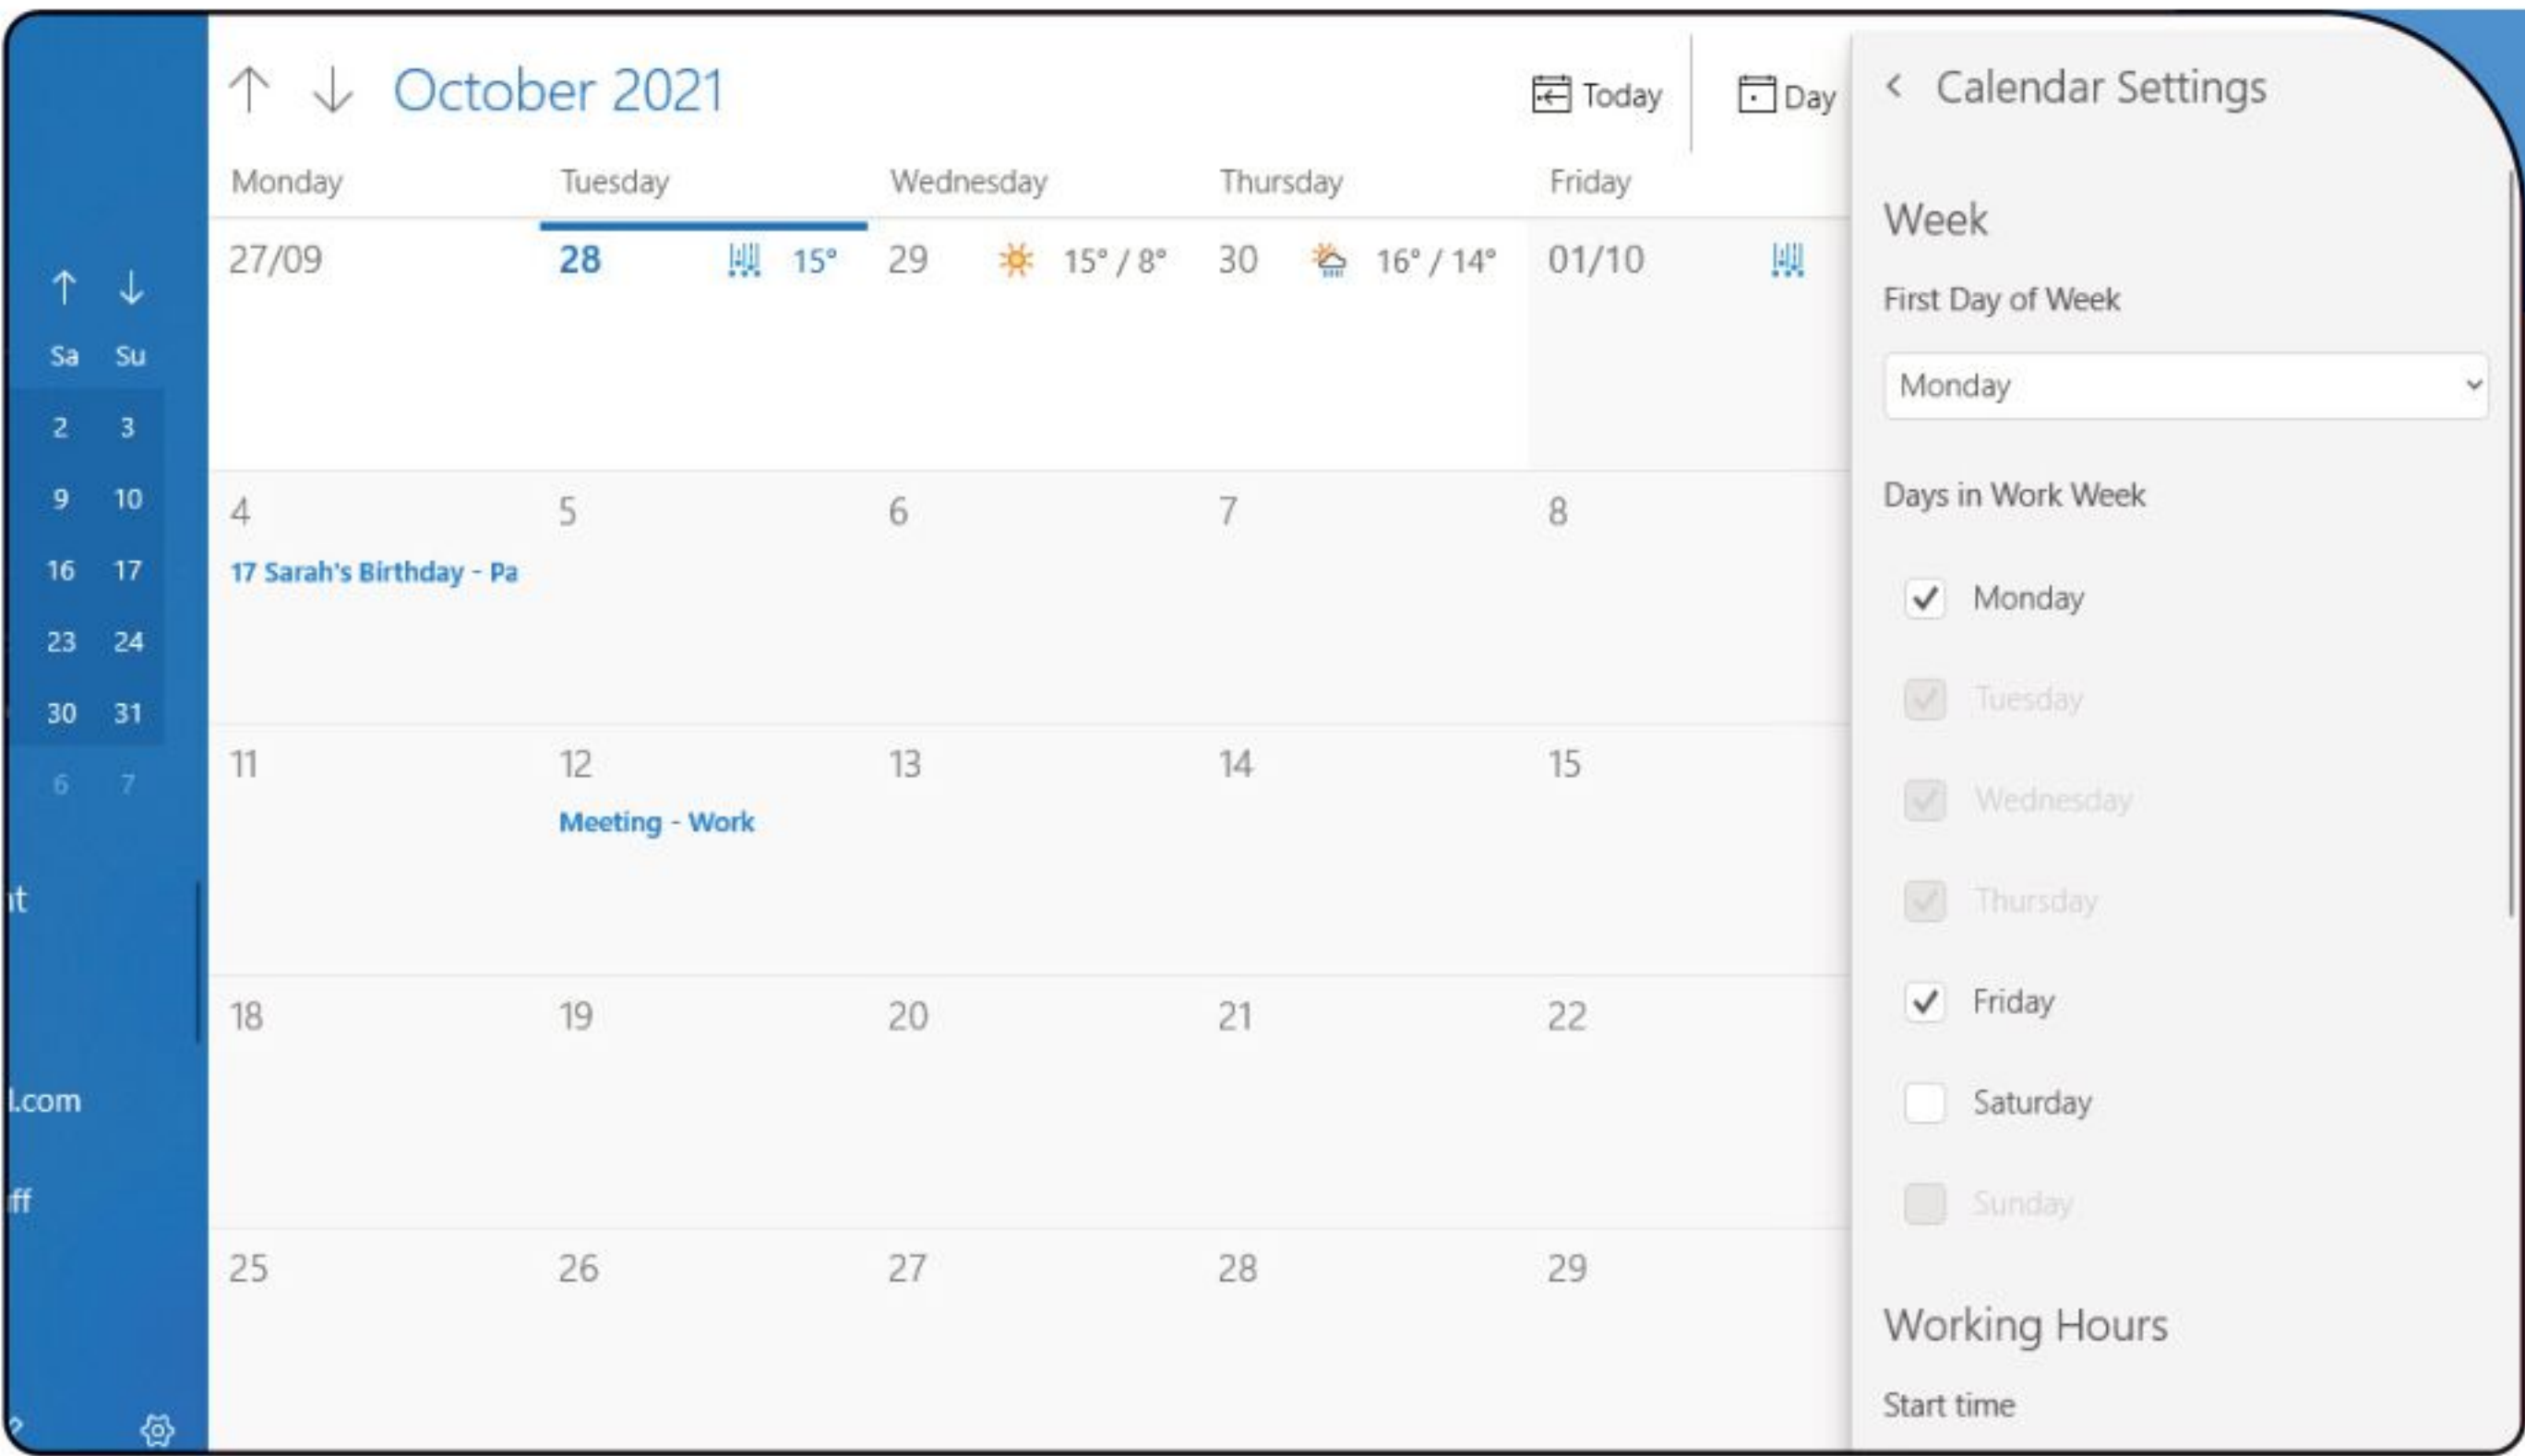 October 2021
Today
Day
Monday Tuesday Wednesday Thursday Friday
27/09 28 15° 29 15° / 8° 30 16° / 14° 01/10
4 5 6 7 8
17 Sarah's Birthday - Pa
11 12 13 14 15
Meeting - Work
18 19 20 21 22
25 26 27 28 29
Sa Su
2 3
9 10
16 17
23 24
30 31
6 7
nt
l.com
ff
Calendar Settings
Week
First Day of Week
Monday
Days in Work Week
Monday
Tuesday
Wednesday
Thursday
Friday
Saturday
Sunday
Working Hours
Start time